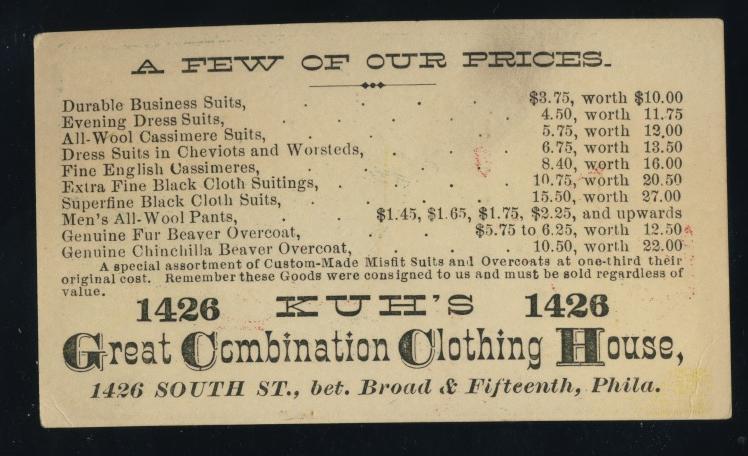 A FEW OF OUR PRICES.
Durable Business Suits, . . . . $3.75, worth $10.00
Evening Dress Suits, . . . . . 4.50, worth 11.75
All-Wool Cassimere Suits, . . . . . 5.75, worth 12.00
Dress Suits in Cheviots and Worsteds, . . . 6.75, worth 13.50
Fine English Cassimeres, . . . . . 8.40, worth 16.00
Extra Fine Black Cloth Suitings, . . . . 10.75, worth 20.50
Superfine Black Cloth Suits, . . . . . 15.50, worth 27.00
Men's All-Wool Pants, . . $1.45, $1.65, $1.75, $2.25, and upwards
Genuine Fur Beaver Overcoat, . . . $5.75 to 6.25, worth 12.50
Genuine Chinchilla Beaver Overcoat, . . . . 10.50, worth 22.00
A special assortment of Custom-Made Misfit Suits and Overcoats at one-third their
original cost. Remember these Goods were consigned to us and must be sold regardless of
value.
1426 KUH'S 1426
Great Combination Clothing House,
1426 SOUTH ST., bet. Broad & Fifteenth, Phila.